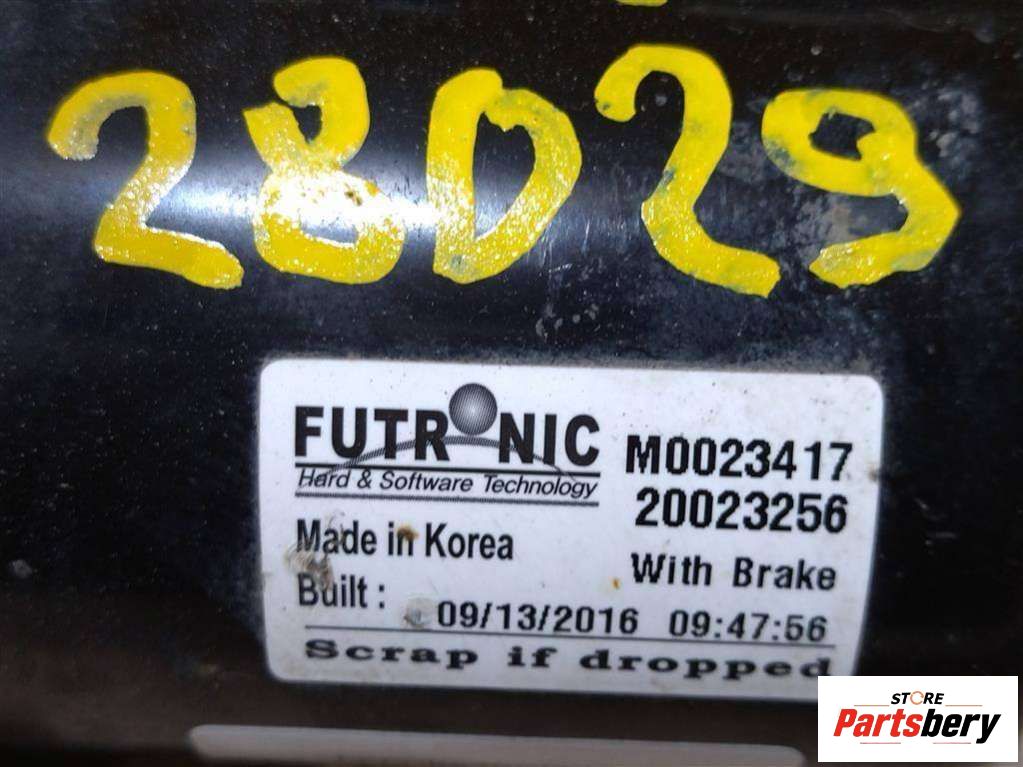 28029
FUTRONIC
Hard & Software Technology
M0023417
20023256
Made in Korea
With Brake
Built : 09/13/2016 09:47:56
Scrap if dropped
STORE
Partsbery